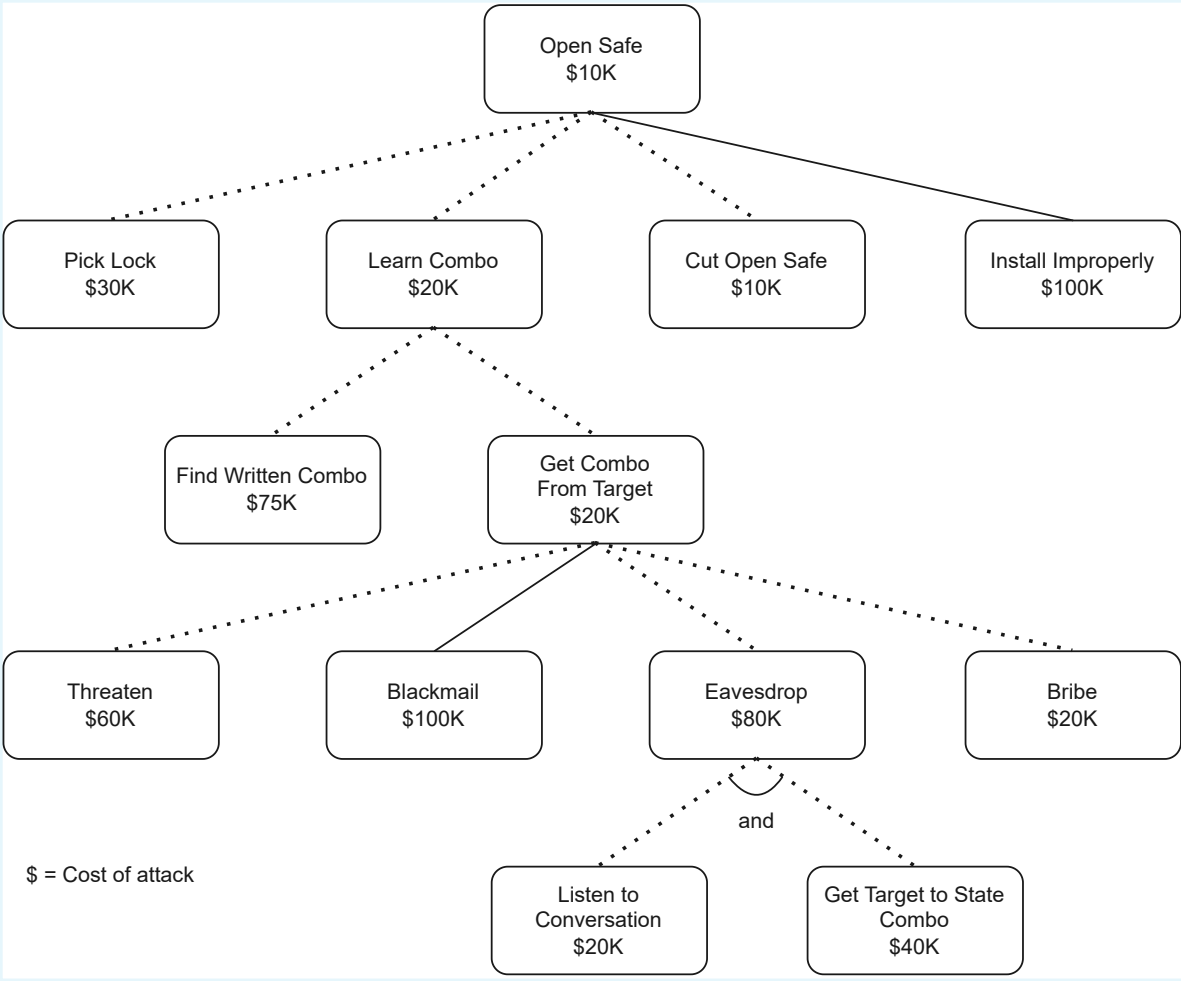 Open Safe
$10K
Pick Lock
$30K
Learn Combo
$20K
Cut Open Safe
$10K
Install Improperly
$100K
Find Written Combo
$75K
Get Combo
From Target
$20K
Threaten
$60K
Blackmail
$100K
Eavesdrop
$80K
Bribe
$20K
and
$ = Cost of attack
Listen to
Conversation
$20K
Get Target to State
Combo
$40K